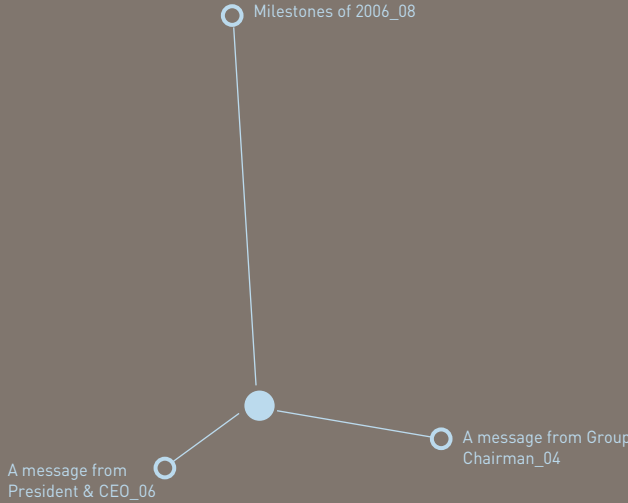 Milestones of 2006_08
A message from Group
Chairman_04
A message from
President & CEO_06